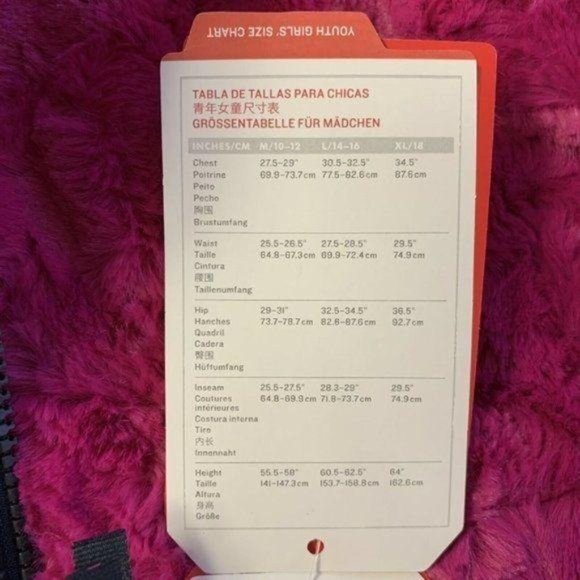 YOUTH GIRLS' SIZE CHART
TABLA DE TALLAS PARA CHICAS
青年女童尺寸表
GRÖSSENTABELLE FÜR MÄDCHEN
INCHES/CM M/10-12 L/14-16 XL/18
Chest 27.5-29" 30.5-32.5" 34.5"
Poitrine 69.9-73.7cm 77.5-82.6cm 87.6cm
Peito
Pecho
胸围
Brustumfang
Waist 25.5-26.5" 27.5-28.5" 29.5"
Taille 64.8-67.3cm 69.9-72.4cm 74.9cm
Cintura
腰围
Taillenumfang
Hip 29-31" 32.5-34.5" 36.5"
Hanches 73.7-78.7cm 82.6-87.6cm 92.7cm
Quadril
Cadera
臀围
Hüftumfang
Inseam 25.5-27.5" 28.3-29" 29.5"
Coutures 64.8-69.9cm 71.8-73.7cm 74.9cm
intérieures
Costura interna
Tiro
内长
Innennaht
Height 55.5-58" 60.5-62.5" 64"
Taille 141-147.3cm 153.7-158.8cm 162.6cm
Altura
身高
Größe